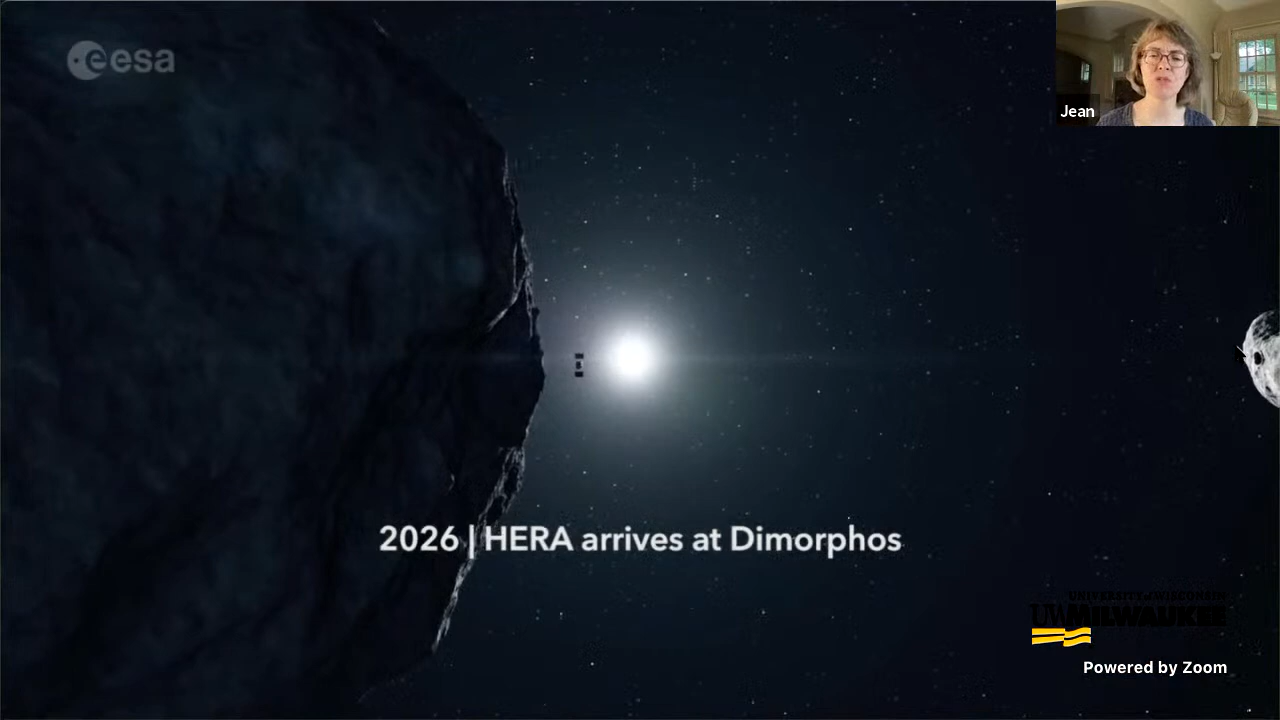 esa
Jean
2026 | HERA arrives at Dimorphos
UNIVERSITY of WISCONSIN
UWMILWAUKEE
Powered by Zoom